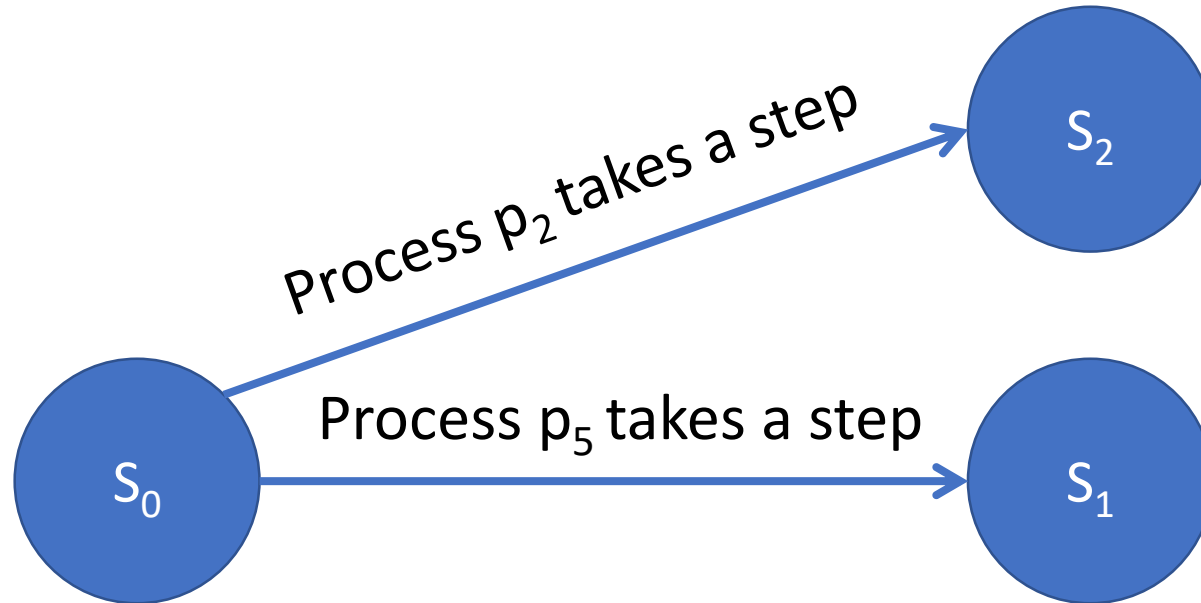 S₂
Process p₂ takes a step
Process p₅ takes a step
S₀
S₁